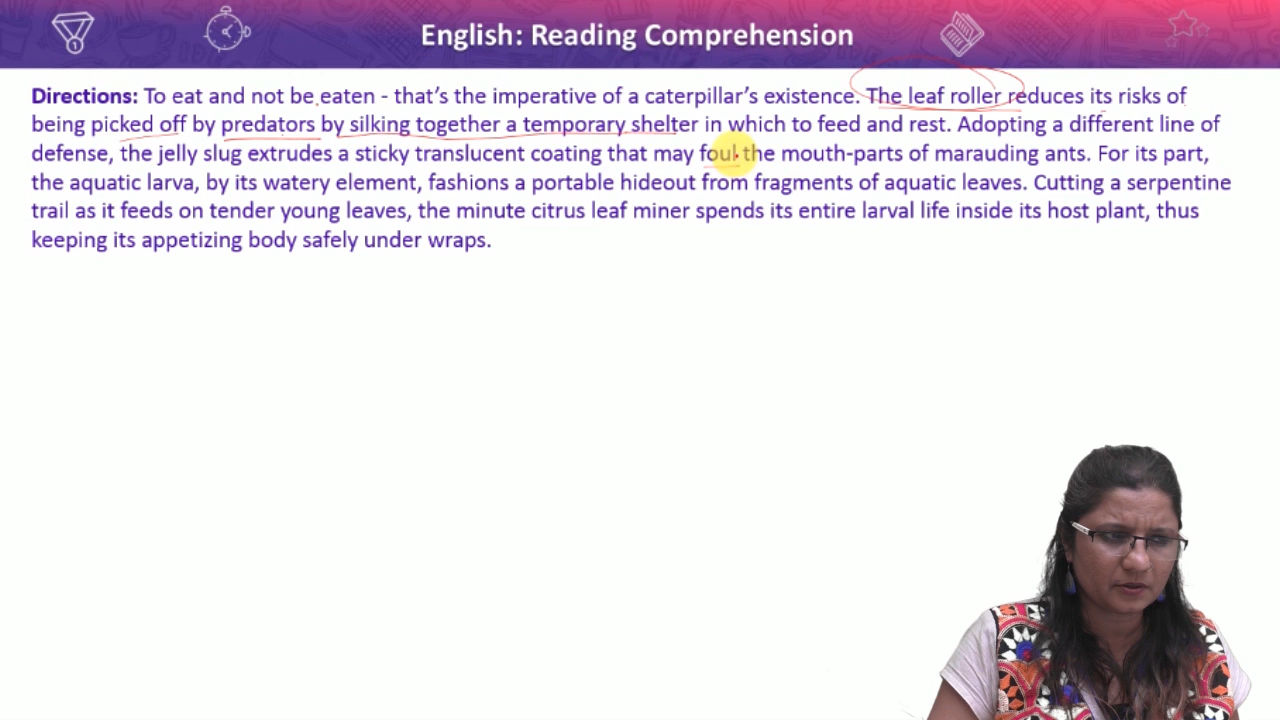 English: Reading Comprehension
Directions: To eat and not be eaten - that's the imperative of a caterpillar's existence. The leaf roller reduces its risks of
being picked off by predators by silking together a temporary shelter in which to feed and rest. Adopting a different line of
defense, the jelly slug extrudes a sticky translucent coating that may foul the mouth-parts of marauding ants. For its part,
the aquatic larva, by its watery element, fashions a portable hideout from fragments of aquatic leaves. Cutting a serpentine
trail as it feeds on tender young leaves, the minute citrus leaf miner spends its entire larval life inside its host plant, thus
keeping its appetizing body safely under wraps.